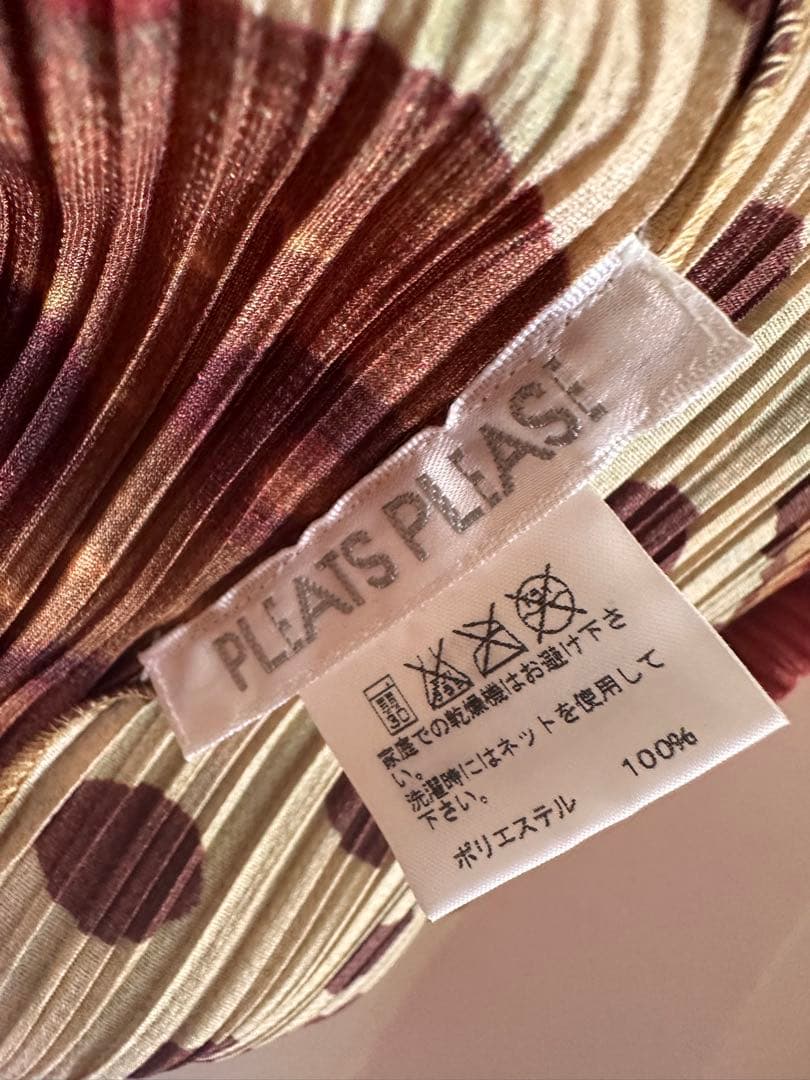 PLEATS PLEASE
家庭での乾燥機はお避け下さ
い。
洗濯時にはネットを使用して
下さい。
ポリエステル 100%